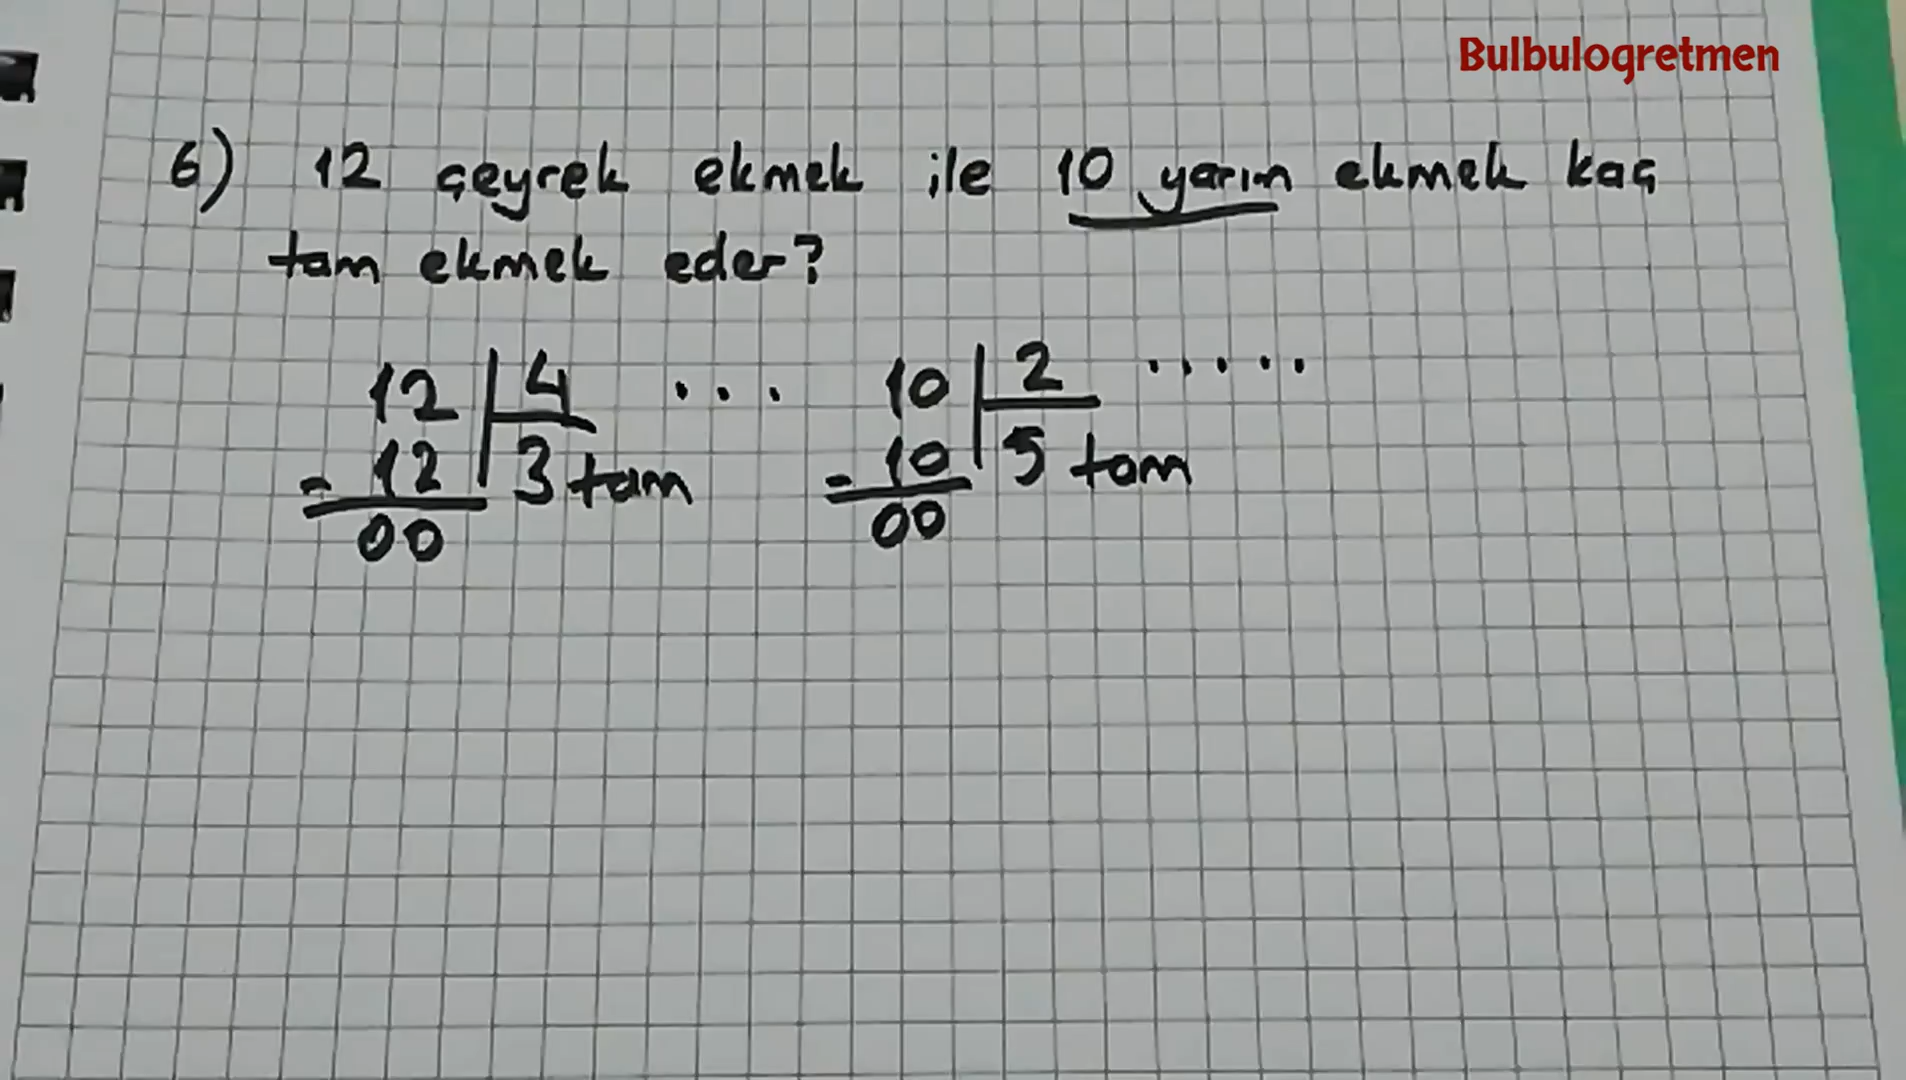 Bulbulogretmen
6) 12 çeyrek ekmek ile 10 yarım ekmek kaç
tam ekmek eder?
12 4 ... 10 2 .....
- 12 3 tam - 10 5 tam
00 00